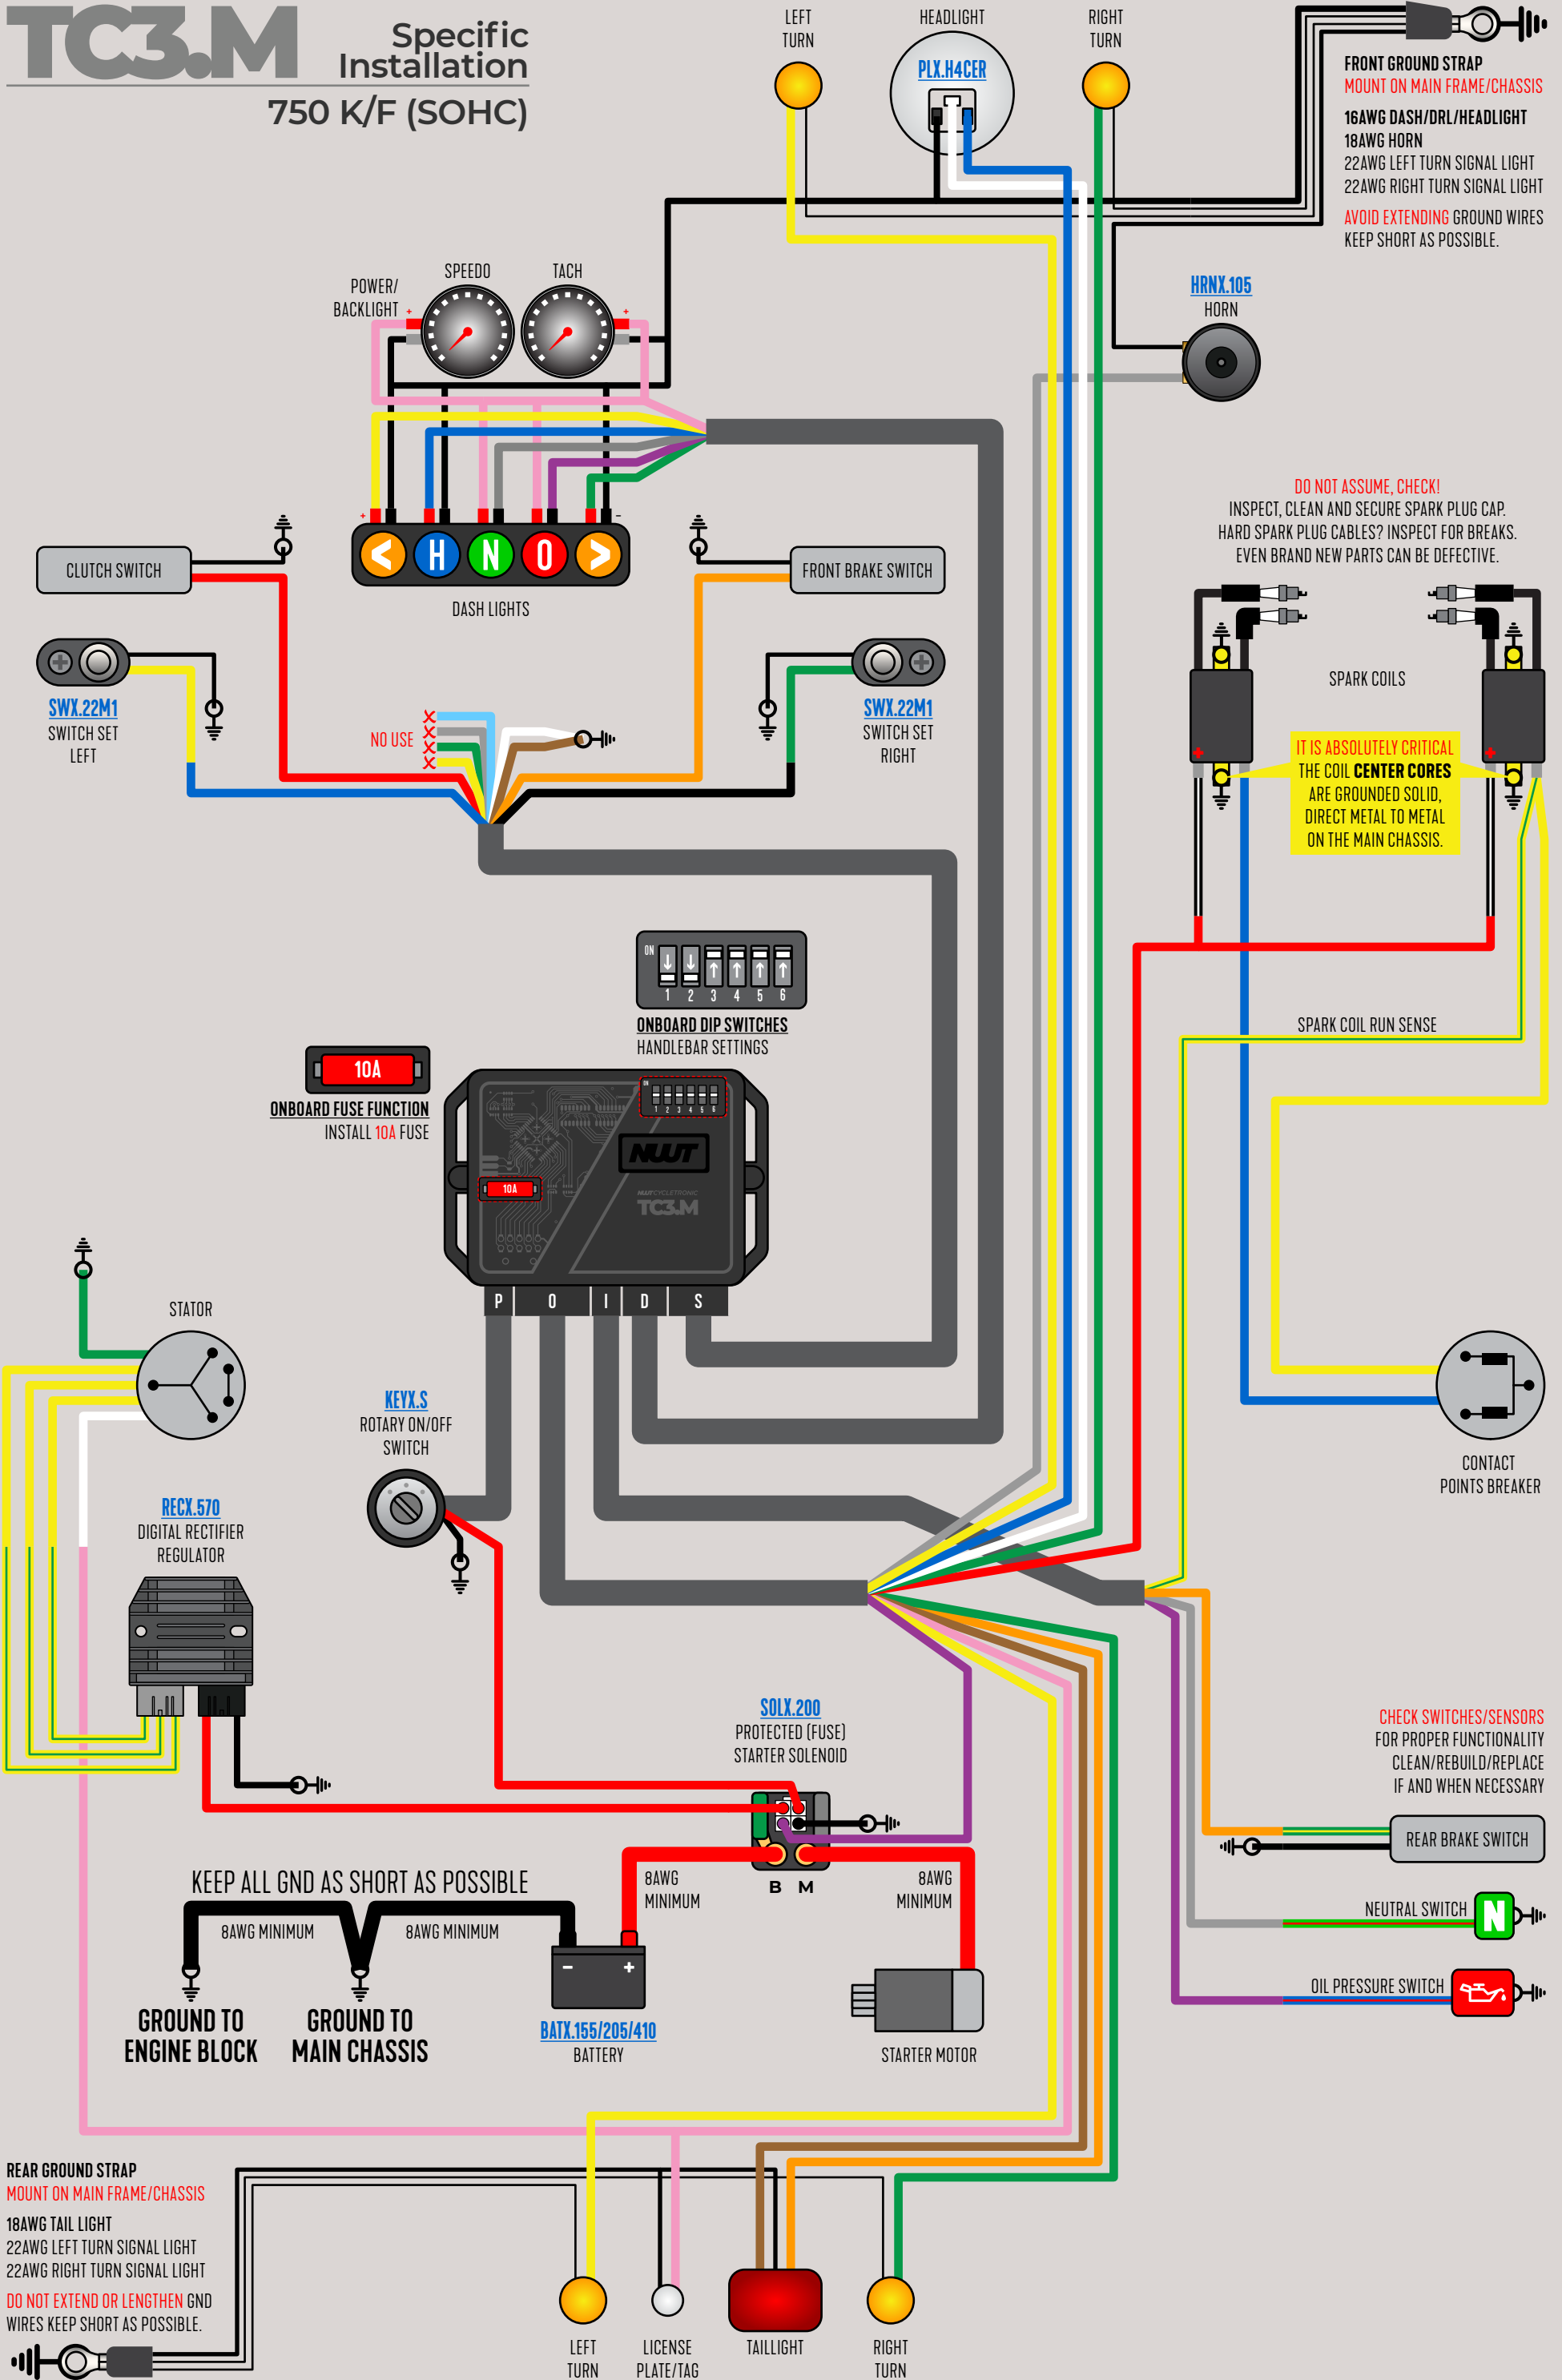 TC3.M
Specific
Installation
750 K/F (SOHC)
LEFT
TURN
HEADLIGHT
PLX.H4CER
RIGHT
TURN
FRONT GROUND STRAP
MOUNT ON MAIN FRAME/CHASSIS
16AWG DASH/DRL/HEADLIGHT
18AWG HORN
22AWG LEFT TURN SIGNAL LIGHT
22AWG RIGHT TURN SIGNAL LIGHT
AVOID EXTENDING GROUND WIRES
KEEP SHORT AS POSSIBLE.
POWER/
BACKLIGHT
SPEEDO
TACH
+
+
HRNX.105
HORN
+
–
< H N O >
DASH LIGHTS
CLUTCH SWITCH
FRONT BRAKE SWITCH
SWX.22M1
SWITCH SET
LEFT
NO USE
X
X
X
X
SWX.22M1
SWITCH SET
RIGHT
DO NOT ASSUME, CHECK!
INSPECT, CLEAN AND SECURE SPARK PLUG CAP.
HARD SPARK PLUG CABLES? INSPECT FOR BREAKS.
EVEN BRAND NEW PARTS CAN BE DEFECTIVE.
SPARK COILS
+
+
IT IS ABSOLUTELY CRITICAL
THE COIL CENTER CORES
ARE GROUNDED SOLID,
DIRECT METAL TO METAL
ON THE MAIN CHASSIS.
SPARK COIL RUN SENSE
ON
1 2 3 4 5 6
ONBOARD DIP SWITCHES
HANDLEBAR SETTINGS
10A
ONBOARD FUSE FUNCTION
INSTALL 10A FUSE
ON
1 2 3 4 5 6
NWT
10A
NWT CYCLETRONIC
TC3.M
P O I D S
STATOR
KEYX.S
ROTARY ON/OFF
SWITCH
CONTACT
POINTS BREAKER
RECX.570
DIGITAL RECTIFIER
REGULATOR
SOLX.200
PROTECTED (FUSE)
STARTER SOLENOID
B M
CHECK SWITCHES/SENSORS
FOR PROPER FUNCTIONALITY
CLEAN/REBUILD/REPLACE
IF AND WHEN NECESSARY
REAR BRAKE SWITCH
NEUTRAL SWITCH
N
OIL PRESSURE SWITCH
KEEP ALL GND AS SHORT AS POSSIBLE
8AWG MINIMUM
8AWG MINIMUM
8AWG
MINIMUM
8AWG
MINIMUM
GROUND TO
ENGINE BLOCK
GROUND TO
MAIN CHASSIS
– +
BATX.155/205/410
BATTERY
STARTER MOTOR
REAR GROUND STRAP
MOUNT ON MAIN FRAME/CHASSIS
18AWG TAIL LIGHT
22AWG LEFT TURN SIGNAL LIGHT
22AWG RIGHT TURN SIGNAL LIGHT
DO NOT EXTEND OR LENGTHEN GND
WIRES KEEP SHORT AS POSSIBLE.
LEFT
TURN
LICENSE
PLATE/TAG
TAILLIGHT
RIGHT
TURN